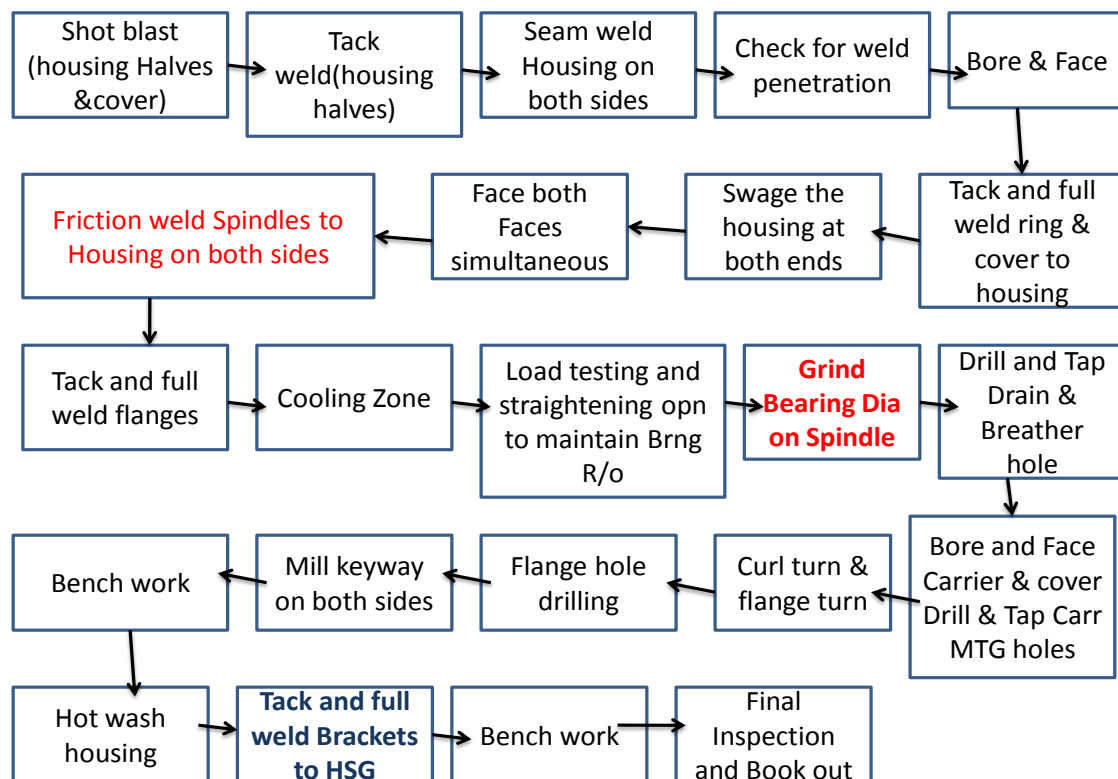 Shot blast
(housing Halves
&cover)
Tack
weld(housing
halves)
Seam weld
Housing on
both sides
Check for weld
penetration
Bore & Face
Tack and full
weld ring &
cover to
housing
Swage the
housing at
both ends
Face both
Faces
simultaneous
Friction weld Spindles to
Housing on both sides
Tack and full
weld flanges
Cooling Zone
Load testing and
straightening opn
to maintain Brng
R/o
Grind
Bearing Dia
on Spindle
Drill and Tap
Drain &
Breather
hole
Bore and Face
Carrier & cover
Drill & Tap Carr
MTG holes
Curl turn &
flange turn
Flange hole
drilling
Mill keyway
on both sides
Bench work
Hot wash
housing
Tack and full
weld Brackets
to HSG
Bench work
Final
Inspection
and Book out